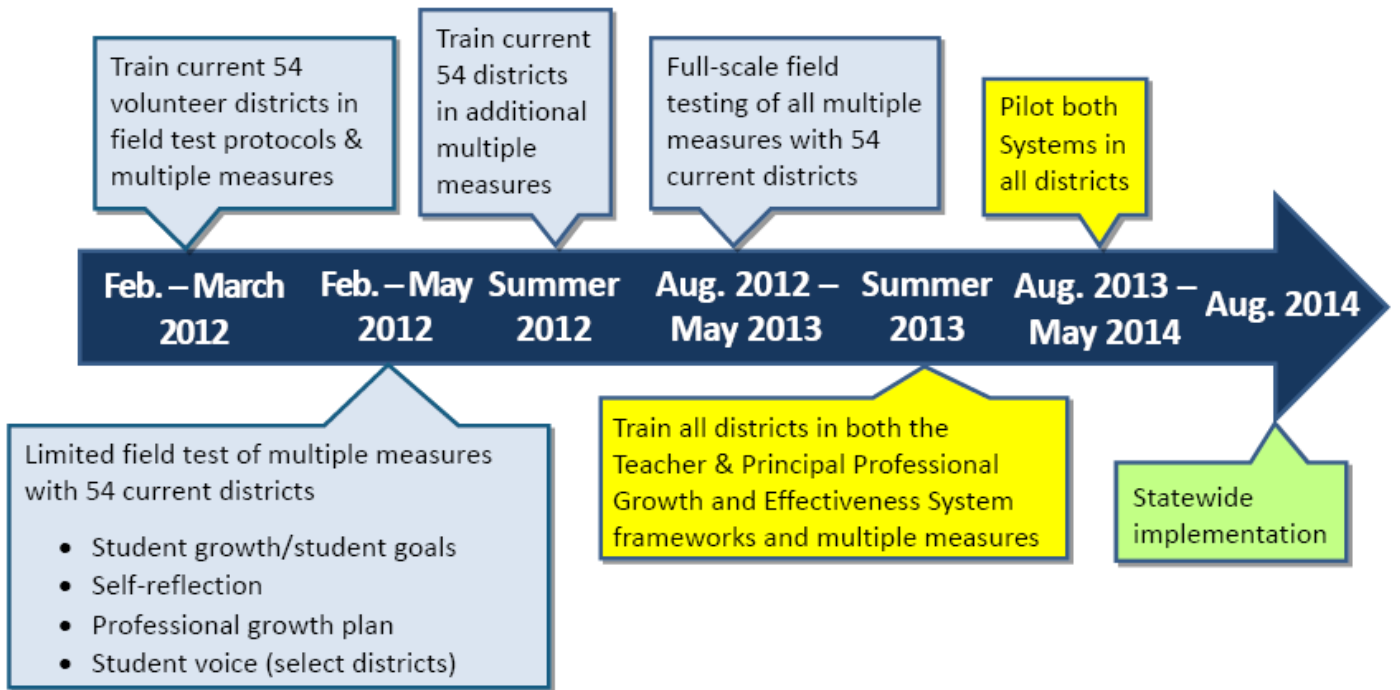 Train current 54
volunteer districts in
field test protocols &
multiple measures
Train current
54 districts
in additional
multiple
measures
Full-scale field
testing of all multiple
measures with 54
current districts
Pilot both
Systems in
all districts
Feb. – March
2012
Feb. – May
2012
Summer
2012
Aug. 2012 –
May 2013
Summer
2013
Aug. 2013 –
May 2014
Aug. 2014
Limited field test of multiple measures
with 54 current districts
• Student growth/student goals
• Self-reflection
• Professional growth plan
• Student voice (select districts)
Train all districts in both the
Teacher & Principal Professional
Growth and Effectiveness System
frameworks and multiple measures
Statewide
implementation